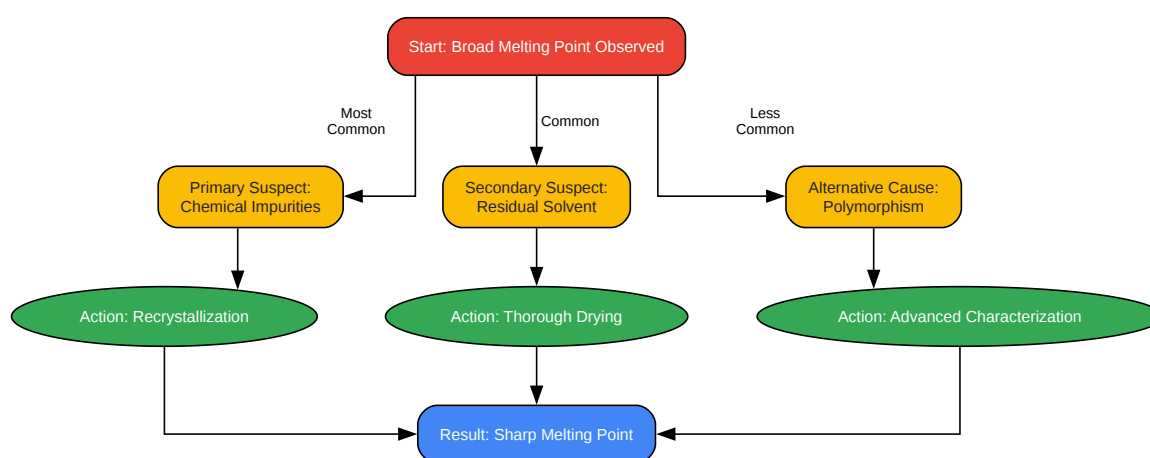 Start: Broad Melting Point Observed
Most
Common
Common
Less
Common
Primary Suspect:
Chemical Impurities
Secondary Suspect:
Residual Solvent
Alternative Cause:
Polymorphism
Action: Recrystallization
Action: Thorough Drying
Action: Advanced Characterization
Result: Sharp Melting Point